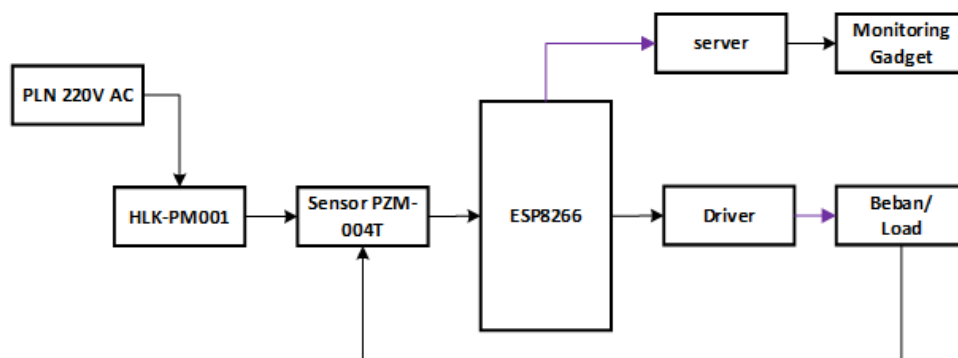 server
Monitoring
Gadget
PLN 220V AC
HLK-PM001
Sensor PZM-
004T
ESP8266
Driver
Beban/
Load